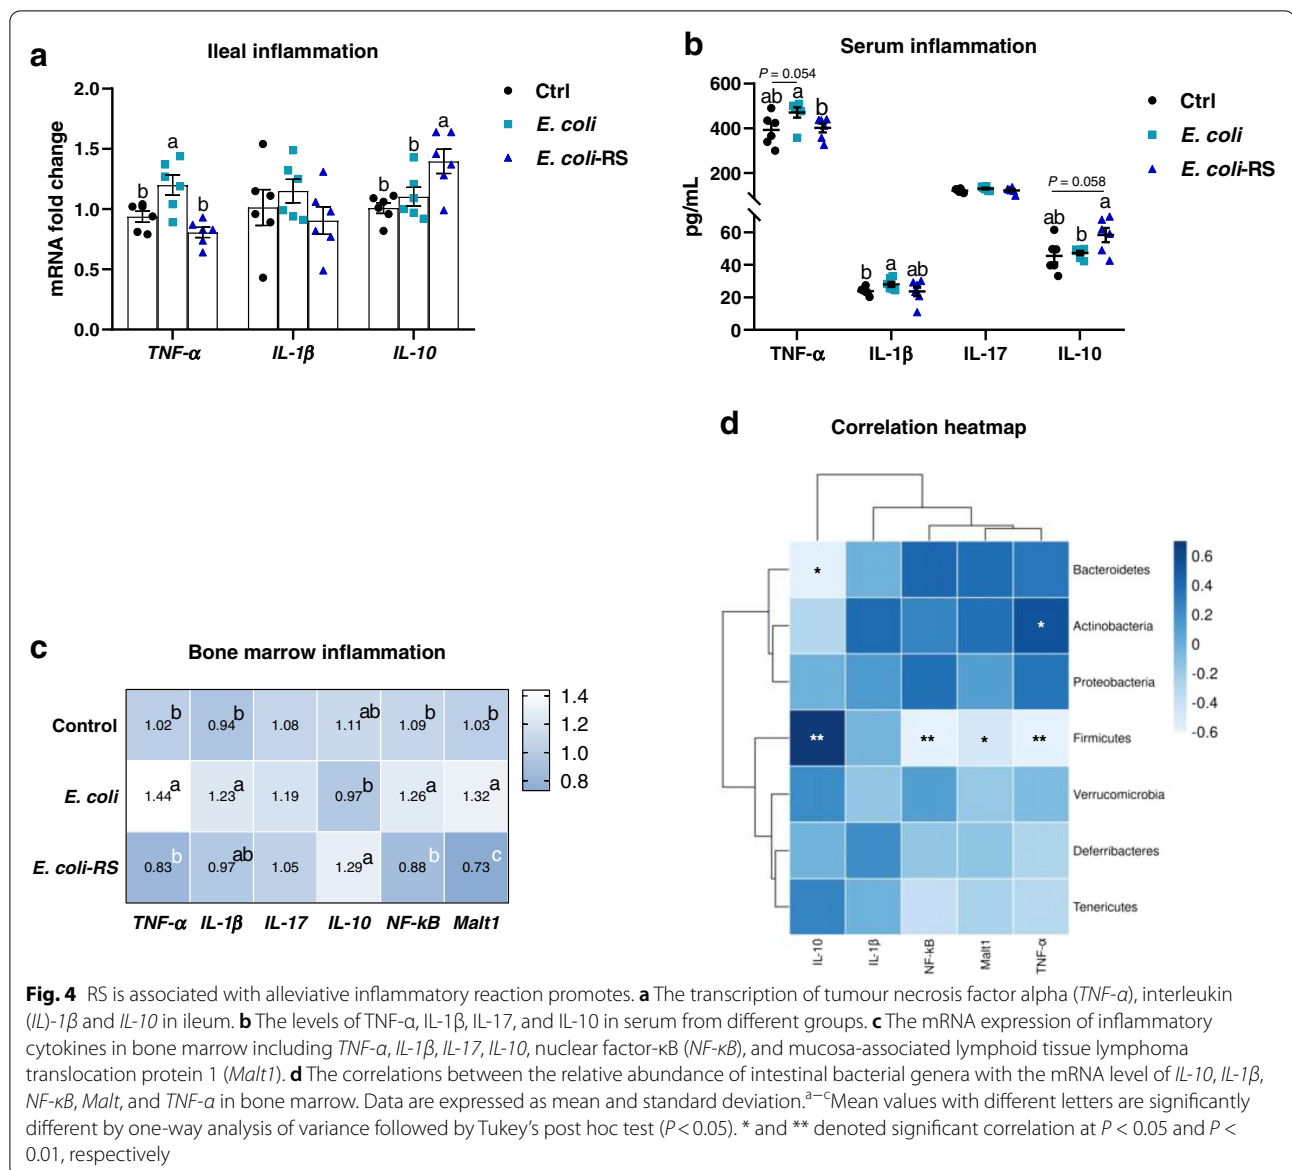 a
Ileal inflammation
mRNA fold change
2.0
1.5
1.0
0.5
0.0
b
a
b
b
b
a
TNF-α
IL-1β
IL-10
Ctrl
E. coli
E. coli-RS
b
Serum inflammation
pg/mL
600
400
200
60
40
20
0
P = 0.054
ab
a
b
b
a
ab
P = 0.058
ab
b
a
TNF-α
IL-1β
IL-17
IL-10
Ctrl
E. coli
E. coli-RS
c
Bone marrow inflammation
Control 1.02b 0.94b 1.08 1.11ab 1.09b 1.03b
E. coli 1.44a 1.23a 1.19 0.97b 1.26a 1.32a
E. coli-RS 0.83b 0.97ab 1.05 1.29a 0.88b 0.73c
TNF-α IL-1β IL-17 IL-10 NF-kB Malt1
1.4
1.2
1.0
0.8
d
Correlation heatmap
* Bacteroidetes
* Actinobacteria
Proteobacteria
** ** * ** Firmicutes
Verrucomicrobia
Deferribacteres
Tenericutes
IL-10
IL-1β
NF-kB
Malt1
TNF-α
0.6
0.4
0.2
0
-0.2
-0.4
-0.6
Fig. 4 RS is associated with alleviative inflammatory reaction promotes. a The transcription of tumour necrosis factor alpha (TNF-α), interleukin
(IL)-1β and IL-10 in ileum. b The levels of TNF-α, IL-1β, IL-17, and IL-10 in serum from different groups. c The mRNA expression of inflammatory
cytokines in bone marrow including TNF-α, IL-1β, IL-17, IL-10, nuclear factor-κB (NF-κB), and mucosa-associated lymphoid tissue lymphoma
translocation protein 1 (Malt1). d The correlations between the relative abundance of intestinal bacterial genera with the mRNA level of IL-10, IL-1β,
NF-κB, Malt, and TNF-α in bone marrow. Data are expressed as mean and standard deviation.a–cMean values with different letters are significantly
different by one-way analysis of variance followed by Tukey's post hoc test (P < 0.05). * and ** denoted significant correlation at P < 0.05 and P <
0.01, respectively